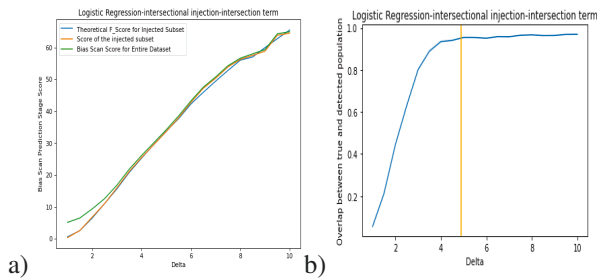 Logistic Regression-intersectional injection-intersection term
Theoretical F_Score for Injected Subset
Score of the injected subset
Bias Scan Score for Entire Dataset
Bias Scan Prediction Stage Score
60
50
40
30
20
10
0
2
4
6
8
10
Delta
a)
Logistic Regression-intersectional injection-intersection term
Overlap between true and detected population
1.0
0.8
0.6
0.4
0.2
2
4
6
8
10
Delta
b)